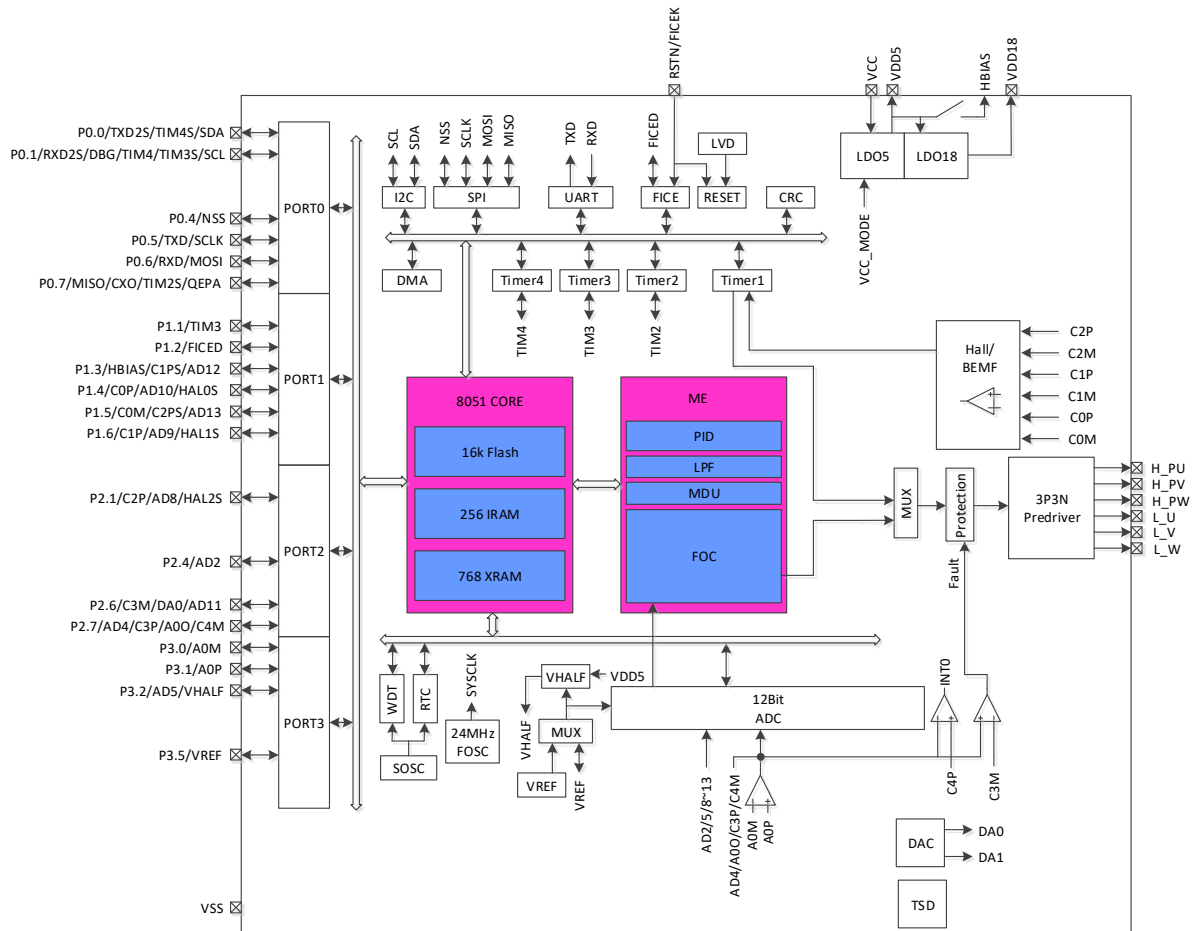 RSTN/FICEK
VCC
VDD5
HBIAS
VDD18
P0.0/TXD2S/TIM4S/SDA
P0.1/RXD2S/DBG/TIM4/TIM3S/SCL
P0.4/NSS
P0.5/TXD/SCLK
P0.6/RXD/MOSI
P0.7/MISO/CXO/TIM2S/QEPA
P1.1/TIM3
P1.2/FICED
P1.3/HBIAS/C1PS/AD12
P1.4/C0P/AD10/HAL0S
P1.5/C0M/C2PS/AD13
P1.6/C1P/AD9/HAL1S
P2.1/C2P/AD8/HAL2S
P2.4/AD2
P2.6/C3M/DA0/AD11
P2.7/AD4/C3P/A0O/C4M
P3.0/A0M
P3.1/A0P
P3.2/AD5/VHALF
P3.5/VREF
VSS
PORT0
PORT1
PORT2
PORT3
SCL
SDA
NSS
SCLK
MOSI
MISO
TXD
RXD
FICED
LVD
I2C
SPI
UART
FICE
RESET
CRC
LDO5
LDO18
VCC_MODE
DMA
Timer4
Timer3
Timer2
Timer1
TIM4
TIM3
TIM2
Hall/
BEMF
C2P
C2M
C1P
C1M
C0P
C0M
8051 CORE
16k Flash
256 IRAM
768 XRAM
ME
PID
LPF
MDU
FOC
MUX
Protection
Fault
3P3N
Predriver
H_PU
H_PV
H_PW
L_U
L_V
L_W
WDT
RTC
SOSC
SYSCLK
24MHz
FOSC
VHALF
VDD5
VHALF
MUX
VREF
VREF
12Bit
ADC
AD2/5/8~13
AD4/A0O/C3P/C4M
A0M
A0P
INT0
C4P
C3M
DAC
DA0
DA1
TSD